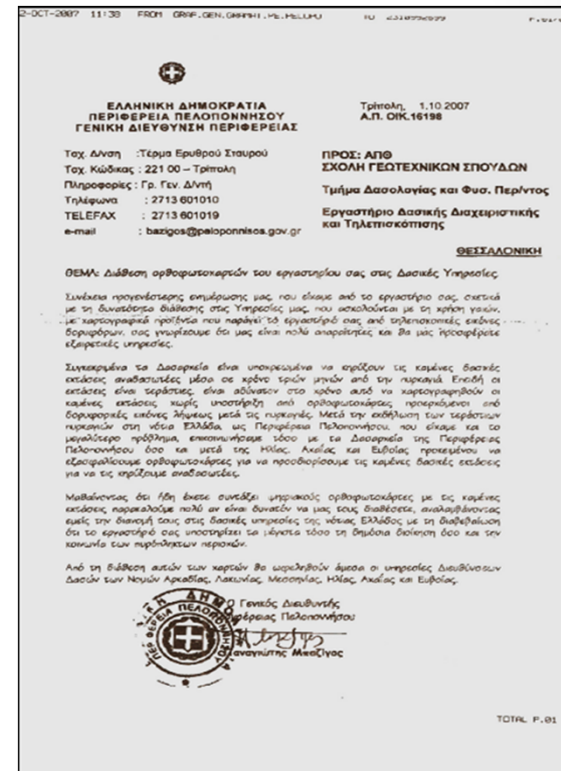 2-OCT-2007 11:38 FROM GRAF.GEN.GRAMMT.PE.PELOPO TO 2310992699 P.01/
ΕΛΛΗΝΙΚΗ ΔΗΜΟΚΡΑΤΙΑ
ΠΕΡΙΦΕΡΕΙΑ ΠΕΛΟΠΟΝΝΗΣΟΥ
ΓΕΝΙΚΗ ΔΙΕΥΘΥΝΣΗ ΠΕΡΙΦΕΡΕΙΑΣ
Τρίπολη, 1.10.2007
Α.Π. ΟΙΚ.16198
Ταχ. Δ/νση :Τέρμα Ερυθρού Σταυρού
Ταχ. Κώδικας : 221 00 – Τρίπολη
Πληροφορίες : Γρ. Γεν. Δ/ντή
Τηλέφωνα : 2713 601010
TELEFAX : 2713 601019
e-mail : bazigos@peloponnisos.gov.gr
ΠΡΟΣ: ΑΠΘ
ΣΧΟΛΗ ΓΕΩΤΕΧΝΙΚΩΝ ΣΠΟΥΔΩΝ
Τμήμα Δασολογίας και Φυσ. Περ/ντος
Εργαστήριο Δασικής Διαχειριστικής
και Τηλεπισκόπισης
ΘΕΣΣΑΛΟΝΙΚΗ
ΘΕΜΑ: Διάθεση ορθοφωτοχαρτών του εργαστηρίου σας στις Δασικές Υπηρεσίες.
Συνέχεια προγενέστερης ενημέρωσης μας, που είχαμε από το εργαστήριο σας, σχετικά
με τη δυνατότητα διάθεσης στις Υπηρεσίες μας, που ασχολούνται με τη χρήση γαιών,
με χαρτογραφικά προϊόντα που παράγει το εργαστήριό σας από τηλεσκοπικές εικόνες
δορυφόρων, σας γνωρίζουμε ότι μας είναι πολύ απαραίτητες και θα μας προσφέρετε
εξαιρετικές υπηρεσίες.
Συγκεκριμένα τα Δασαρχεία είναι υποχρεωμένα να κηρύξουν τις καμένες δασικές
εκτάσεις αναδασωτέες μέσα σε χρόνο τριών μηνών από την πυρκαγιά. Επειδή οι
εκτάσεις είναι τεράστιες, είναι αδύνατον στο χρόνο αυτό να χαρτογραφηθούν οι
καμένες εκτάσεις χωρίς υποστήριξη από ορθοφωτοχάρτες προερχόμενοι από
δορυφορικές εικόνες λήψεως μετά τις πυρκαγιές. Μετά την εκδήλωση των τεράστιων
πυρκαγιών στη νότια Ελλάδα, ως Περιφέρεια Πελοποννήσου, που είχαμε και το
μεγαλύτερο πρόβλημα, επικοινωνήσαμε τόσο με τα Δασαρχεία της Περιφέρειας
Πελοποννήσου όσο και μετά της Ηλίας, Αχαΐας και Ευβοίας προκειμένου να
εξασφαλίσουμε ορθοφωτοχάρτες για να προσδιορίσουμε τις καμένες δασικές εκτάσεις
για να τις κηρύξουμε αναδασωτέες.
Μαθαίνοντας ότι ήδη έχετε συντάξει ψηφιακούς ορθοφωτοχάρτες με τις καμένες
εκτάσεις παρακαλούμε πολύ αν είναι δυνατόν να μας τους διαθέσετε, αναλαμβάνοντας
εμείς την διανομή τους στις δασικές υπηρεσίες της νότιας Ελλάδος με τη διαβεβαίωση
ότι το εργαστήριό σας υποστηρίζει τα μέγιστα τόσο τη δημόσια διοίκηση όσο και την
κοινωνία των πυρόπληκτων περιοχών.
Από τη διάθεση αυτών των χαρτών θα ωφεληθούν άμεσα οι υπηρεσίες Διευθύνσεων
Δασών των Νομών Αρκαδίας, Λακωνίας, Μεσσηνίας, Ηλίας, Αχαΐας και Ευβοίας.
Ο Γενικός Διευθυντής
Περιφέρειας Πελοποννήσου
Παναγιώτης Μπαζίγος
TOTAL P.01